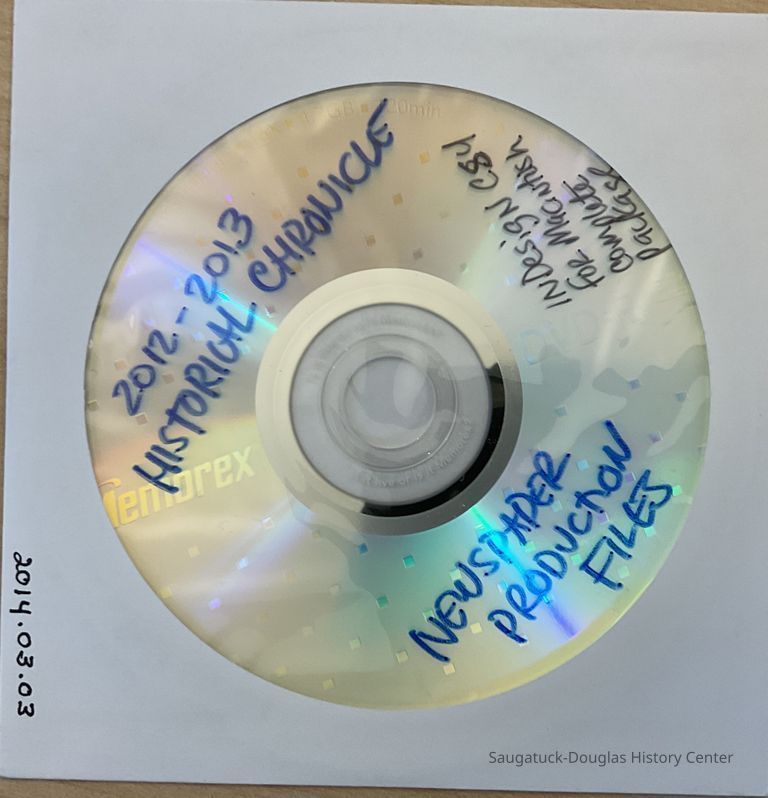 2012-2013
HISTORICAL CHRONICLE
INDesign CS4
FOR Macintosh
complete
package
NEWSPAPER
PRODUCTION
FILES
Memorex
120min
2014.03.03
Saugatuck-Douglas History Center